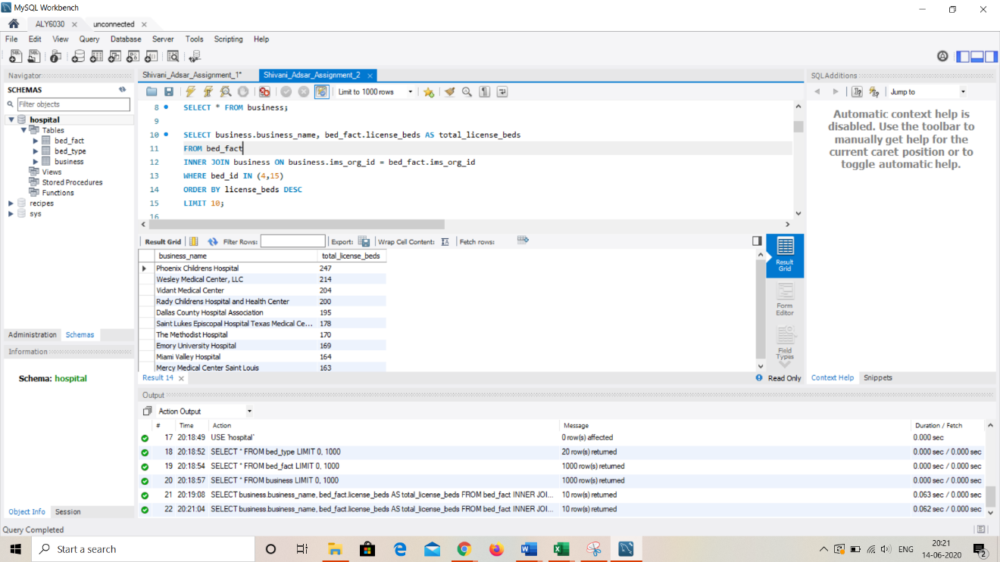 MySQL Workbench
ALY6030 unconnected
File Edit View Query Database Server Tools Scripting Help
Navigator
SCHEMAS
Filter objects
hospital
Tables
bed_fact
bed_type
business
Views
Stored Procedures
Functions
recipes
sys
Administration Schemas
Information
Schema: hospital
Object Info Session
Shivani_Adsar_Assignment_1* Shivani_Adsar_Assignment_2
Limit to 1000 rows
8 SELECT * FROM business;
9
10 SELECT business.business_name, bed_fact.license_beds AS total_license_beds
11 FROM bed_fact
12 INNER JOIN business ON business.ims_org_id = bed_fact.ims_org_id
13 WHERE bed_id IN (4,15)
14 ORDER BY license_beds DESC
15 LIMIT 10;
16
Result Grid Filter Rows: Export: Wrap Cell Content: Fetch rows:
business_name total_license_beds
Phoenix Childrens Hospital 247
Wesley Medical Center, LLC 214
Vidant Medical Center 204
Rady Childrens Hospital and Health Center 200
Dallas County Hospital Association 195
Saint Lukes Episcopal Hospital Texas Medical Ce... 178
The Methodist Hospital 170
Emory University Hospital 169
Miami Valley Hospital 164
Mercy Medical Center Saint Louis 163
Result Grid
Form Editor
Field Types
Result 14
Read Only
SQLAdditions
Jump to
Automatic context help is
disabled. Use the toolbar to
manually get help for the
current caret position or to
toggle automatic help.
Context Help Snippets
Output
Action Output
# Time Action Message Duration / Fetch
17 20:18:49 USE `hospital` 0 row(s) affected 0.000 sec
18 20:18:52 SELECT * FROM bed_type LIMIT 0, 1000 20 row(s) returned 0.000 sec / 0.000 sec
19 20:18:54 SELECT * FROM bed_fact LIMIT 0, 1000 1000 row(s) returned 0.000 sec / 0.000 sec
20 20:18:57 SELECT * FROM business LIMIT 0, 1000 1000 row(s) returned 0.000 sec / 0.000 sec
21 20:19:08 SELECT business.business_name, bed_fact.license_beds AS total_license_beds FROM bed_fact INNER JOI... 10 row(s) returned 0.063 sec / 0.000 sec
22 20:21:04 SELECT business.business_name, bed_fact.license_beds AS total_license_beds FROM bed_fact INNER JOI... 10 row(s) returned 0.062 sec / 0.000 sec
Query Completed
Start a search
ENG
20:21
14-06-2020
2